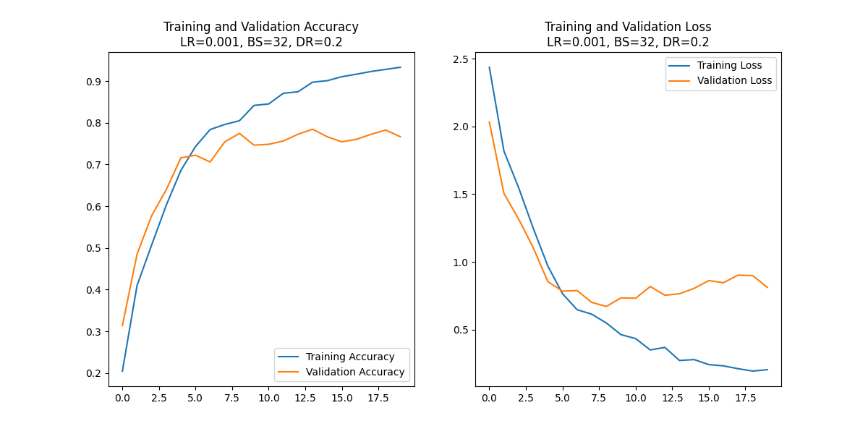 Training and Validation Accuracy
LR=0.001, BS=32, DR=0.2
0.9
0.8
0.7
0.6
0.5
0.4
0.3
0.2
Training Accuracy
Validation Accuracy
0.0 2.5 5.0 7.5 10.0 12.5 15.0 17.5
Training and Validation Loss
LR=0.001, BS=32, DR=0.2
Training Loss
Validation Loss
2.5
2.0
1.5
1.0
0.5
0.0 2.5 5.0 7.5 10.0 12.5 15.0 17.5